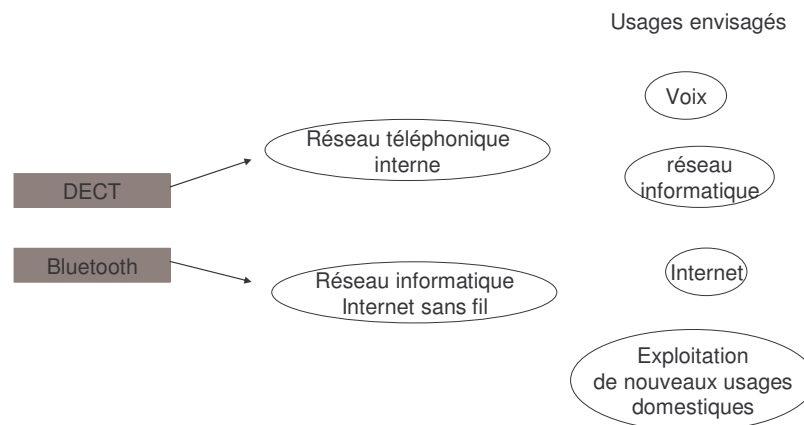 Usages envisagés
Voix
Réseau téléphonique
interne
réseau
informatique
DECT
Bluetooth
Internet
Réseau informatique
Internet sans fil
Exploitation
de nouveaux usages
domestiques